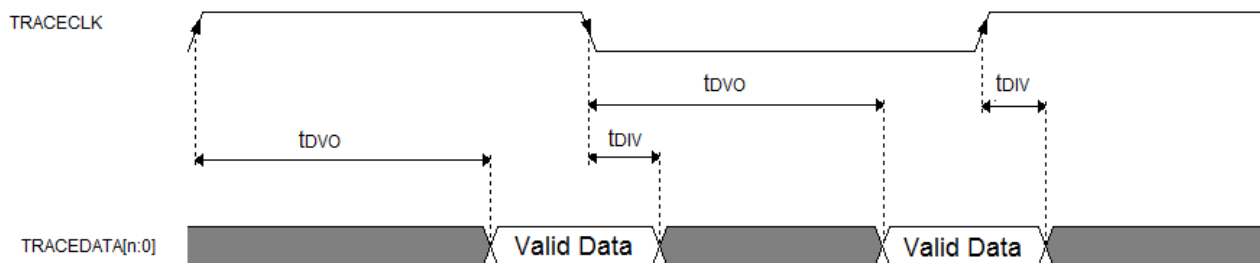 TRACECLK
tDVO
tDIV
tDVO
tDIV
TRACEDATA[n:0]
Valid Data
Valid Data